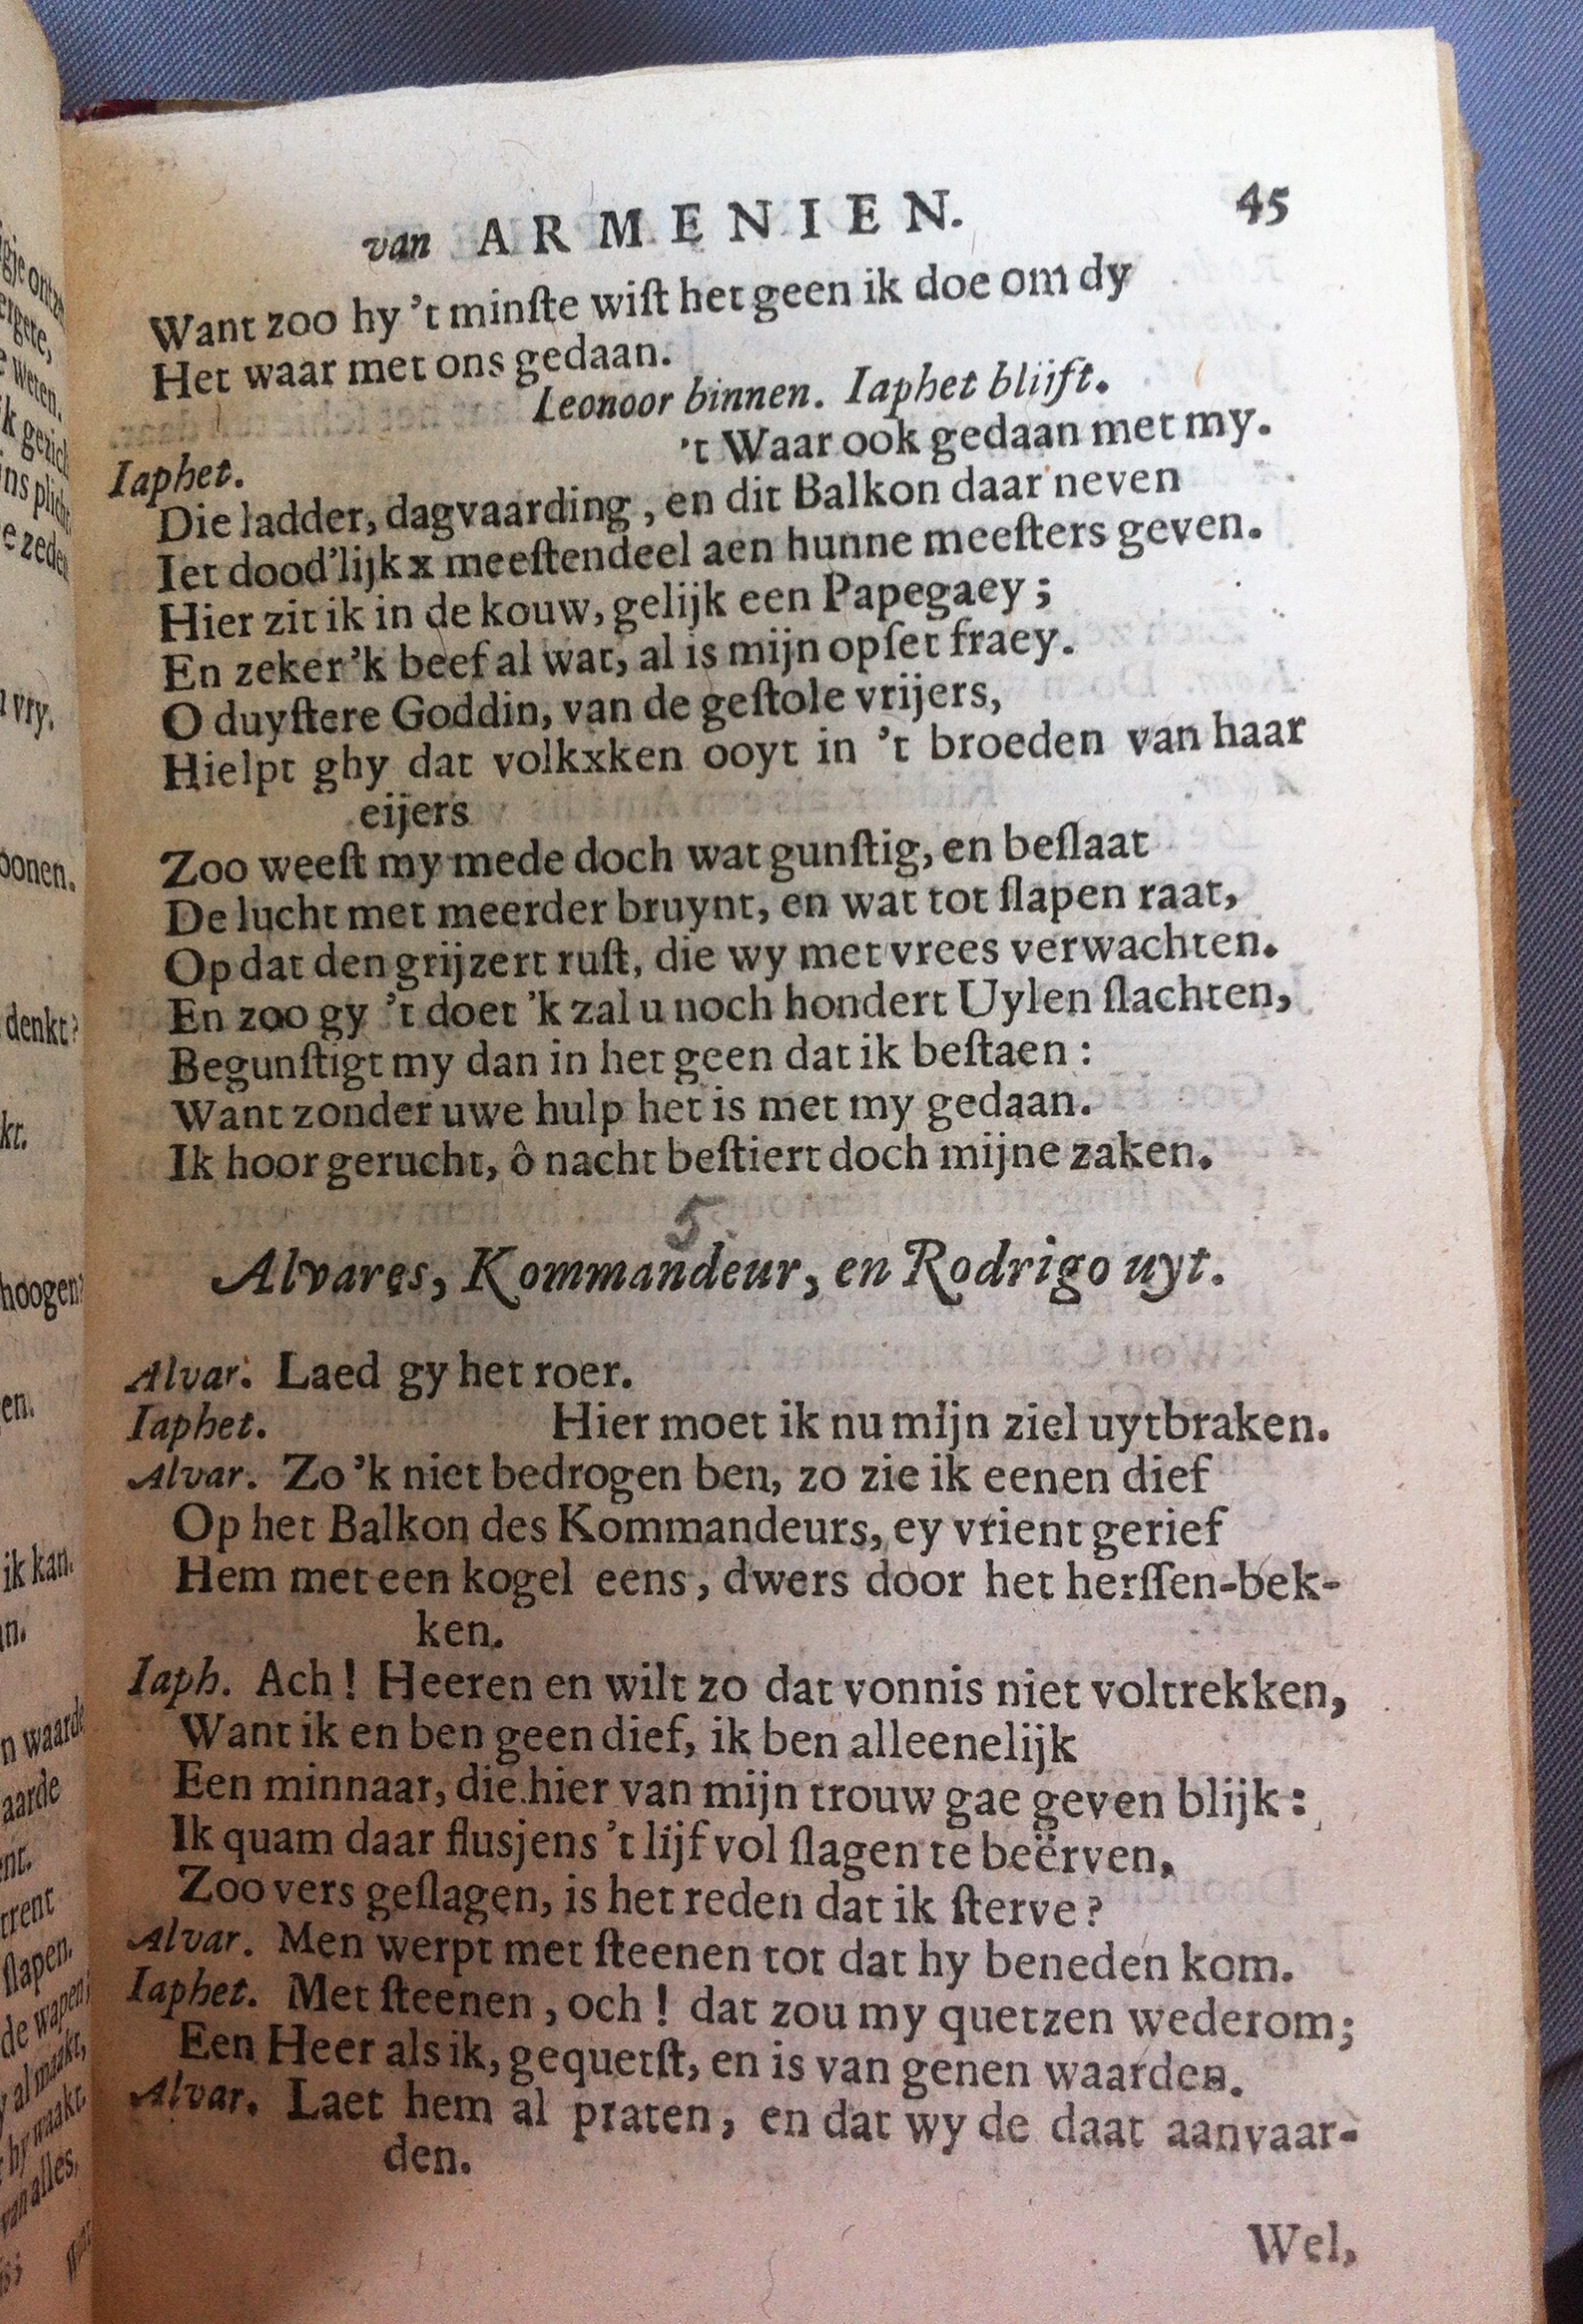 van ARMENIEN. 45
Want zoo hy 't minſte wiſt het geen ik doe om dy
Het waar met ons gedaan.
Leonoor binnen. Iaphet blijft.
Iaphet. 't Waar ook gedaan met my.
Die ladder, dagvaarding, en dit Balkon daar neven
Iet dood'lijkx meeſtendeel aen hunne meeſters geven.
Hier zit ik in de kouw, gelijk een Papegaey;
En zeker 'k beef al wat, al is mijn opſet fraey.
O duyſtere Goddin, van de geſtole vrijers,
Hielpt ghy dat volkxken ooyt in 't broeden van haar
eijers
Zoo weeſt my mede doch wat gunſtig, en beſlaat
De lucht met meerder bruynt, en wat tot ſlapen raat,
Op dat den grijzert ruſt, die wy met vrees verwachten.
En zoo gy 't doet 'k zal u noch hondert Uylen ſlachten,
Begunſtigt my dan in het geen dat ik beſtaen:
Want zonder uwe hulp het is met my gedaan.
Ik hoor gerucht, ô nacht beſtiert doch mijne zaken.
5.
Alvares, Kommandeur, en Rodrigo uyt.
Alvar. Laed gy het roer.
Iaphet. Hier moet ik nu mijn ziel uytbraken.
Alvar. Zo 'k niet bedrogen ben, zo zie ik eenen dief
Op het Balkon des Kommandeurs, ey vrient gerief
Hem met een kogel eens, dwers door het herſſen-bek-
ken.
Iaph. Ach! Heeren en wilt zo dat vonnis niet voltrekken,
Want ik en ben geen dief, ik ben alleenelijk
Een minnaar, die hier van mijn trouw gae geven blijk:
Ik quam daar flusjens 't lijf vol ſlagen te beërven,
Zoo vers geſlagen, is het reden dat ik ſterve?
Alvar. Men werpt met ſteenen tot dat hy beneden kom.
Iaphet. Met ſteenen, och! dat zou my quetzen wederom;
Een Heer als ik, gequetſt, en is van genen waarden.
Alvar. Laet hem al praten, en dat wy de daat aanvaar-
den.
Wel,